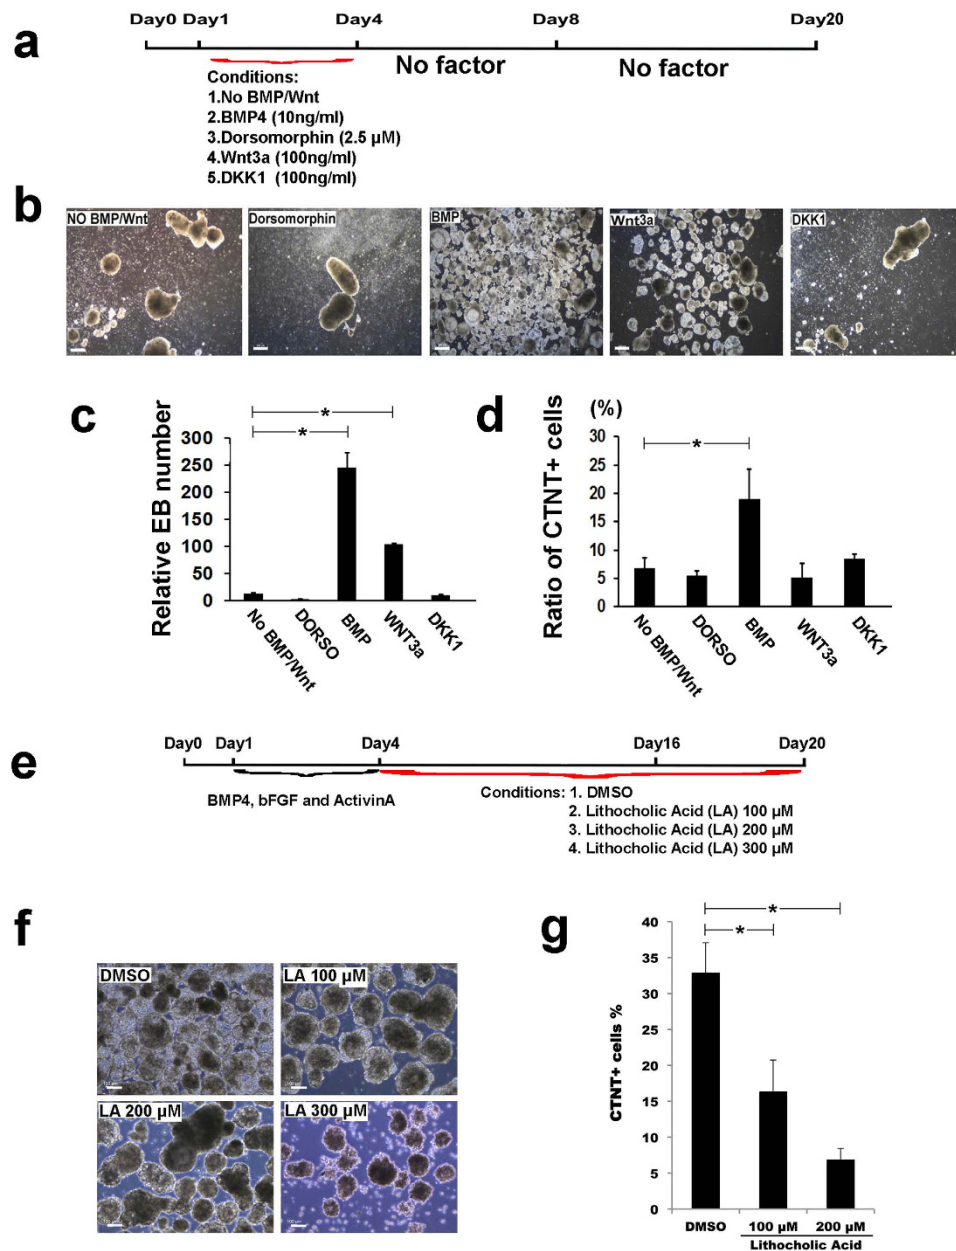 a
Day0 Day1 Day4 Day8 Day20
No factor No factor
Conditions:
1.No BMP/Wnt
2.BMP4 (10ng/ml)
3.Dorsomorphin (2.5 µM)
4.Wnt3a (100ng/ml)
5.DKK1 (100ng/ml)
b
NO BMP/Wnt
Dorsomorphin
BMP
Wnt3a
DKK1
c
Relative EB number
300
250
200
150
100
50
0
* *
No BMP/Wnt
DORSO
BMP
WNT3a
DKK1
d
(%)
Ratio of CTNT+ cells
30
25
20
15
10
5
0
*
No BMP/Wnt
DORSO
BMP
WNT3a
DKK1
e
Day0 Day1 Day4 Day16 Day20
BMP4, bFGF and ActivinA
Conditions: 1. DMSO
2. Lithocholic Acid (LA) 100 µM
3. Lithocholic Acid (LA) 200 µM
4. Lithocholic Acid (LA) 300 µM
f
DMSO
LA 100 µM
LA 200 µM
LA 300 µM
g
CTNT+ cells %
40
35
30
25
20
15
10
5
0
*
*
DMSO 100 µM 200 µM
Lithocholic Acid